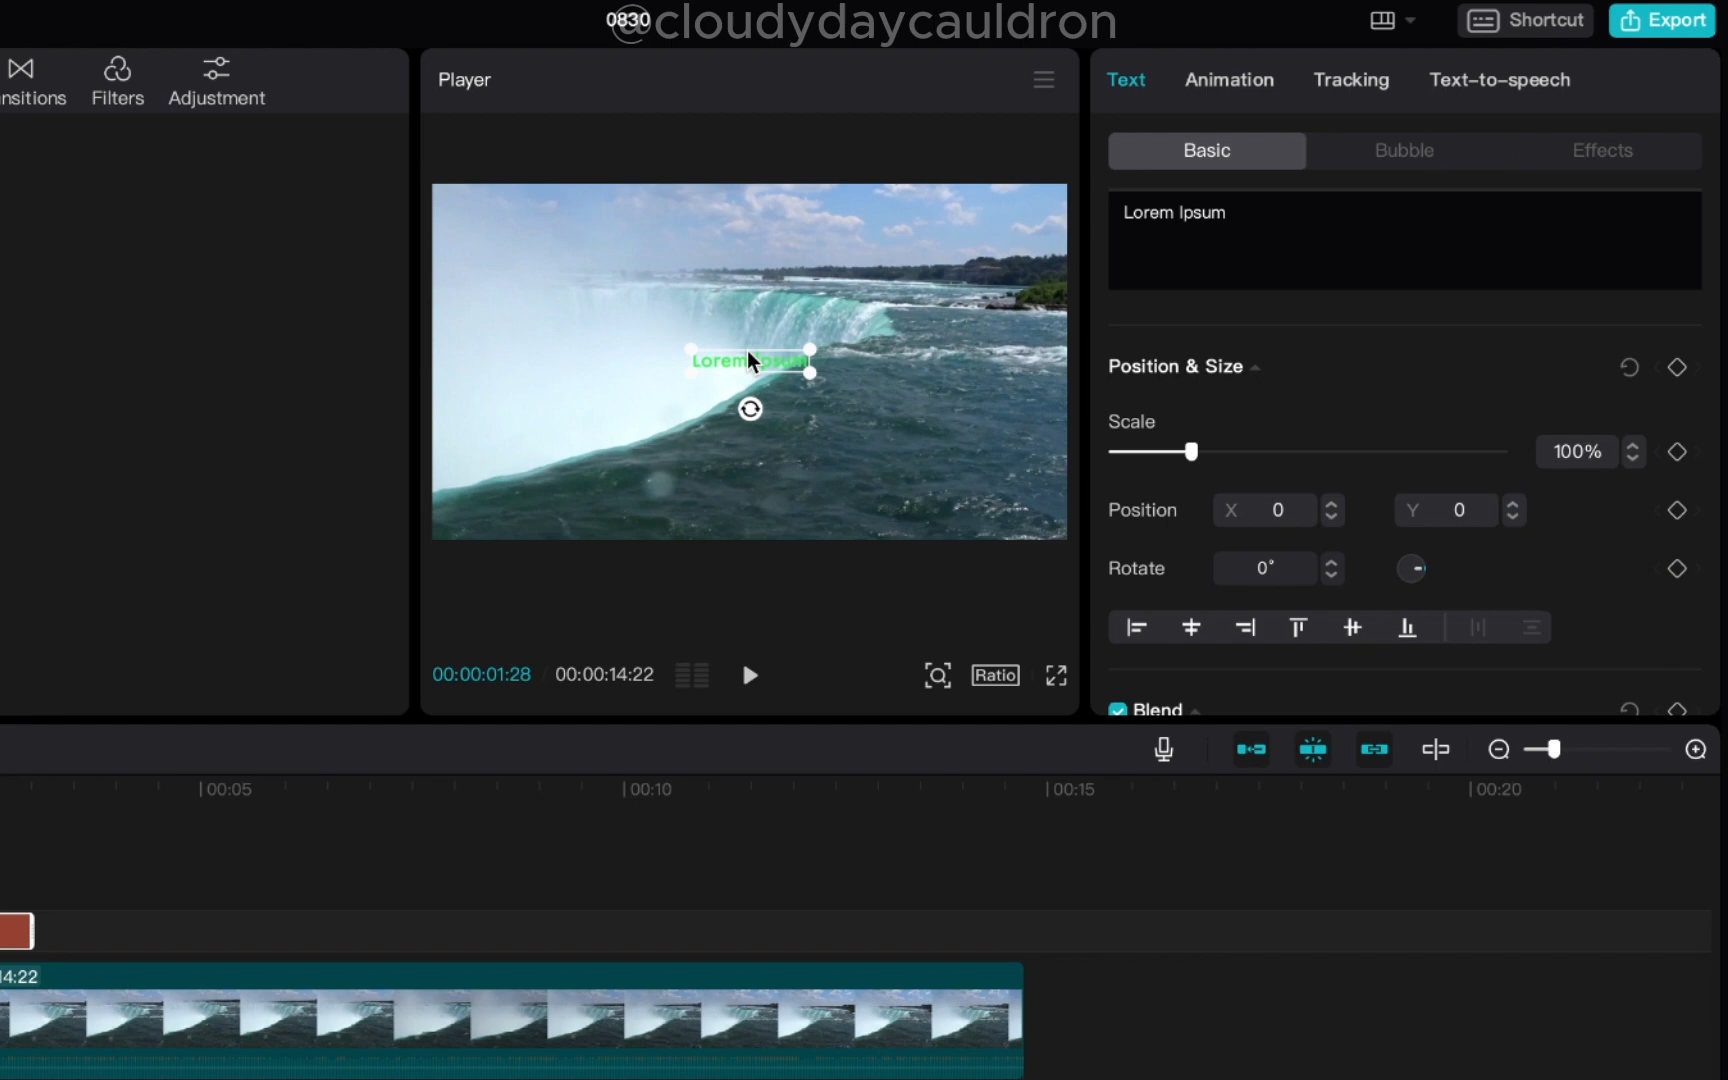 0830
@cloudydaycauldron
Shortcut
Export
nsitions
Filters
Adjustment
Player
Text
Animation
Tracking
Text-to-speech
Basic
Bubble
Effects
Lorem Ipsum
Lorem Ipsum
Position & Size
Scale
100%
Position
X 0
Y 0
Rotate
0°
00:00:01:28
00:00:14:22
Ratio
Blend
00:05
00:10
00:15
00:20
14:22